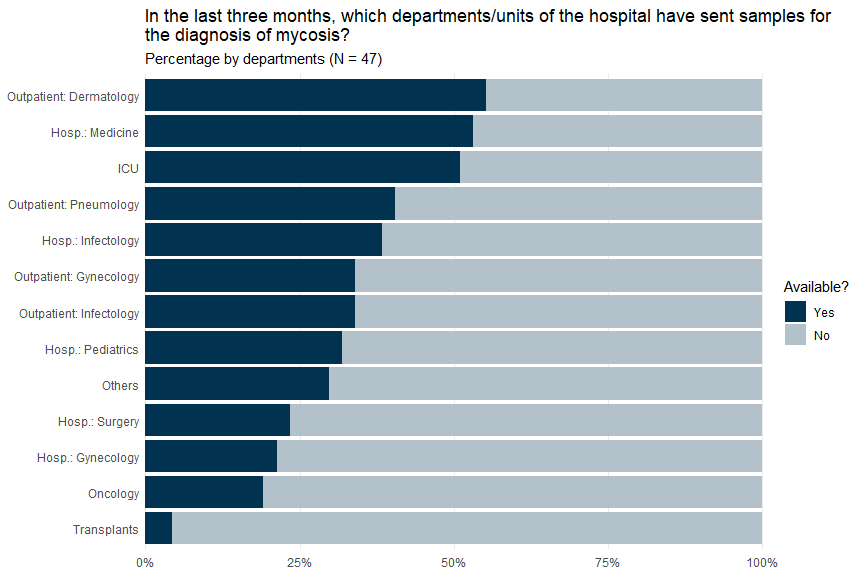 In the last three months, which departments/units of the hospital have sent samples for
the diagnosis of mycosis?
Percentage by departments (N = 47)
Outpatient: Dermatology
Hosp.: Medicine
ICU
Outpatient: Pneumology
Hosp.: Infectology
Outpatient: Gynecology
Outpatient: Infectology
Hosp.: Pediatrics
Others
Hosp.: Surgery
Hosp.: Gynecology
Oncology
Transplants
0% 25% 50% 75% 100%
Available?
Yes
No